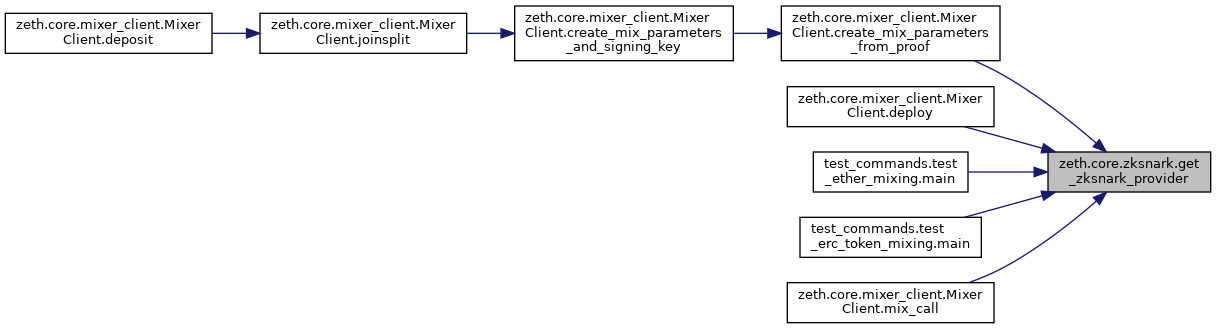 zeth.core.mixer_client.Mixer
Client.deposit
zeth.core.mixer_client.Mixer
Client.joinsplit
zeth.core.mixer_client.Mixer
Client.create_mix_parameters
_and_signing_key
zeth.core.mixer_client.Mixer
Client.create_mix_parameters
_from_proof
zeth.core.mixer_client.Mixer
Client.deploy
test_commands.test
_ether_mixing.main
test_commands.test
_erc_token_mixing.main
zeth.core.mixer_client.Mixer
Client.mix_call
zeth.core.zksnark.get
_zksnark_provider